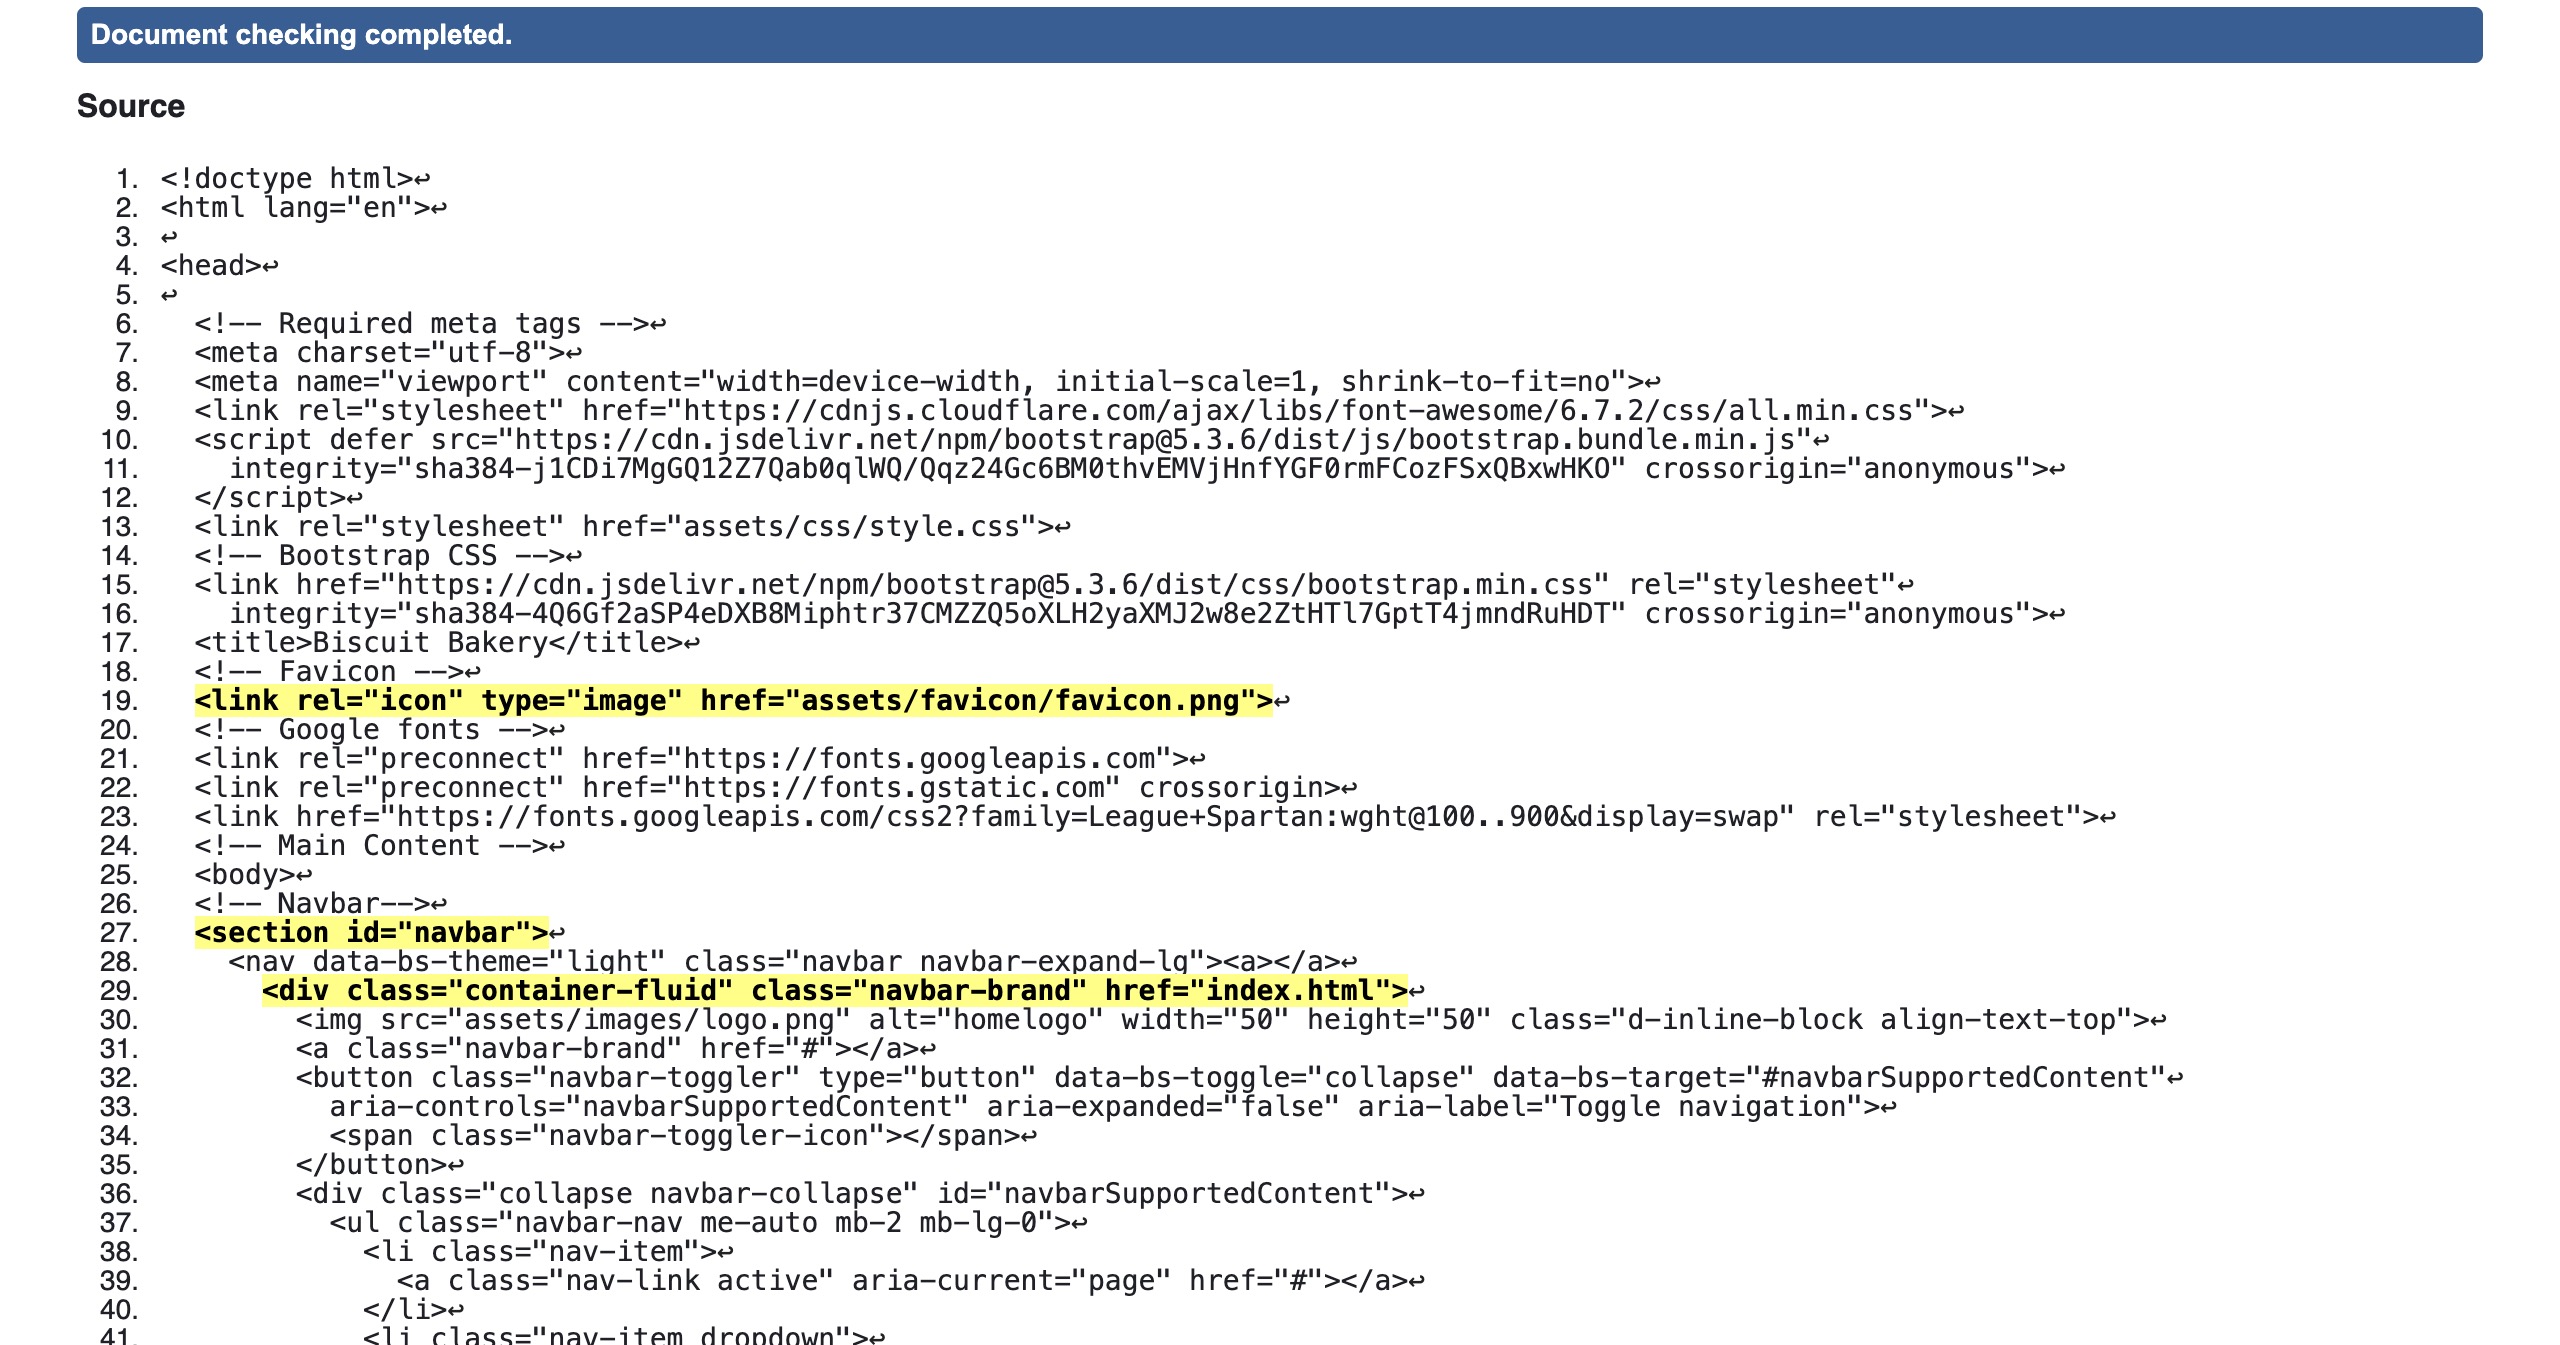 Document checking completed.
Source
1. <!doctype html>↩
2. <html lang="en">↩
3. ↩
4. <head>↩
5. ↩
6.   <!-- Required meta tags -->↩
7.   <meta charset="utf-8">↩
8.   <meta name="viewport" content="width=device-width, initial-scale=1, shrink-to-fit=no">↩
9.   <link rel="stylesheet" href="https://cdnjs.cloudflare.com/ajax/libs/font-awesome/6.7.2/css/all.min.css">↩
10.   <script defer src="https://cdn.jsdelivr.net/npm/bootstrap@5.3.6/dist/js/bootstrap.bundle.min.js"↩
11.     integrity="sha384-j1CDi7MgGQ12Z7Qab0qlWQ/Qqz24Gc6BM0thvEMVjHnfYGF0rmFCozFSxQBxwHKO" crossorigin="anonymous">↩
12.   </script>↩
13.   <link rel="stylesheet" href="assets/css/style.css">↩
14.   <!-- Bootstrap CSS -->↩
15.   <link href="https://cdn.jsdelivr.net/npm/bootstrap@5.3.6/dist/css/bootstrap.min.css" rel="stylesheet"↩
16.     integrity="sha384-4Q6Gf2aSP4eDXB8Miphtr37CMZZQ5oXLH2yaXMJ2w8e2ZtHTl7GptT4jmndRuHDT" crossorigin="anonymous">↩
17.   <title>Biscuit Bakery</title>↩
18.   <!-- Favicon -->↩
19.   <link rel="icon" type="image" href="assets/favicon/favicon.png">↩
20.   <!-- Google fonts -->↩
21.   <link rel="preconnect" href="https://fonts.googleapis.com">↩
22.   <link rel="preconnect" href="https://fonts.gstatic.com" crossorigin>↩
23.   <link href="https://fonts.googleapis.com/css2?family=League+Spartan:wght@100..900&display=swap" rel="stylesheet">↩
24.   <!-- Main Content -->↩
25.   <body>↩
26.   <!-- Navbar-->↩
27.   <section id="navbar">↩
28.     <nav data-bs-theme="light" class="navbar navbar-expand-lg"><a></a>↩
29.       <div class="container-fluid" class="navbar-brand" href="index.html">↩
30.         <img src="assets/images/logo.png" alt="homelogo" width="50" height="50" class="d-inline-block align-text-top">↩
31.         <a class="navbar-brand" href="#"></a>↩
32.         <button class="navbar-toggler" type="button" data-bs-toggle="collapse" data-bs-target="#navbarSupportedContent"↩
33.           aria-controls="navbarSupportedContent" aria-expanded="false" aria-label="Toggle navigation">↩
34.           <span class="navbar-toggler-icon"></span>↩
35.         </button>↩
36.         <div class="collapse navbar-collapse" id="navbarSupportedContent">↩
37.           <ul class="navbar-nav me-auto mb-2 mb-lg-0">↩
38.             <li class="nav-item">↩
39.               <a class="nav-link active" aria-current="page" href="#"></a>↩
40.             </li>↩
41.             <li class="nav-item dropdown">↩